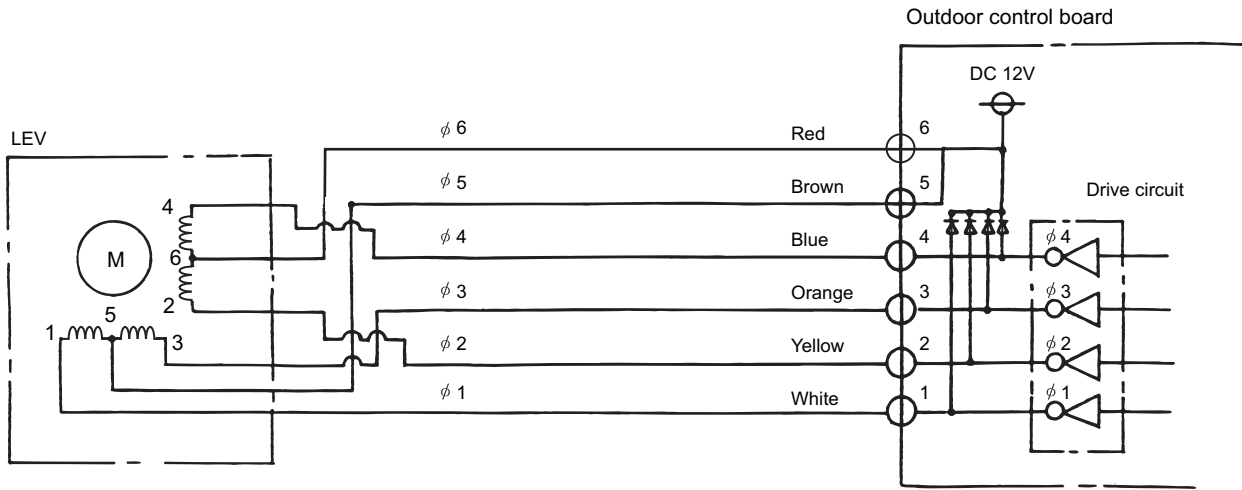 Outdoor control board
DC 12V
LEV
φ 6 Red 6
φ 5 Brown 5
Drive circuit
4
φ 4 Blue 4 φ 4
M 6
φ 3 Orange 3 φ 3
2
5
1 3
φ 2 Yellow 2 φ 2
φ 1 White 1 φ 1